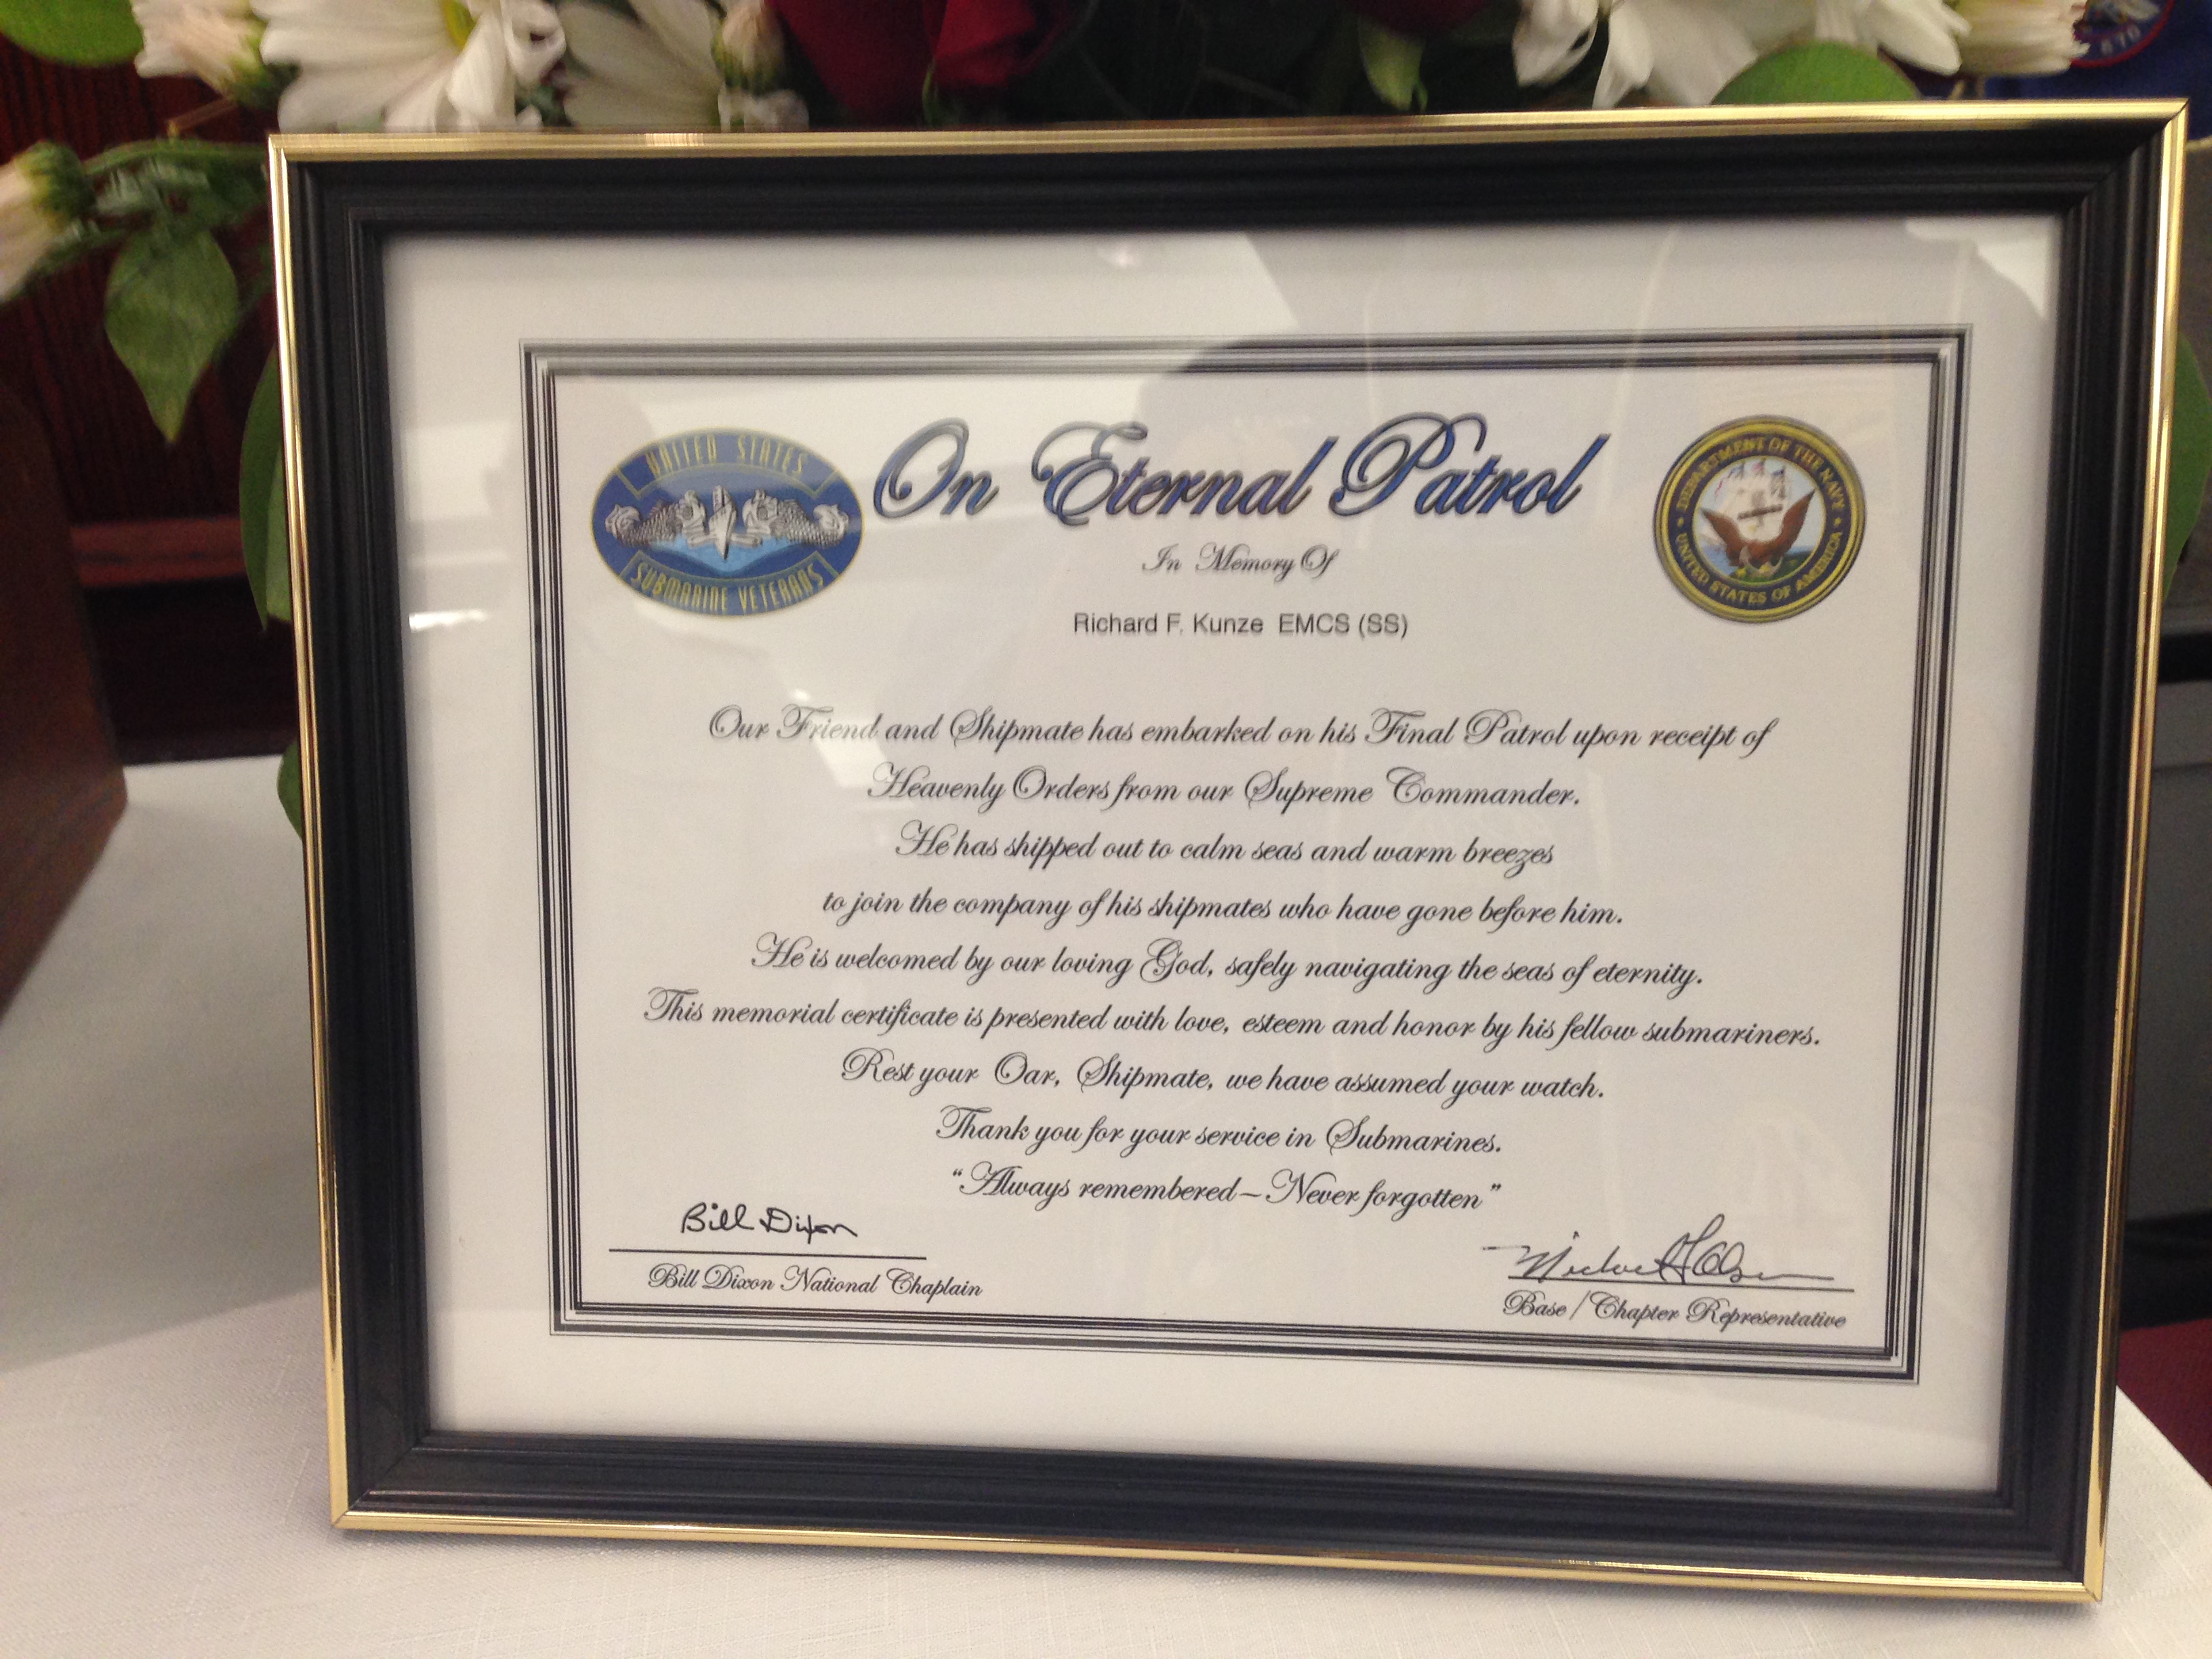 670
UNITED STATES
SUBMARINE VETERANS
On Eternal Patrol
DEPARTMENT OF THE NAVY
UNITED STATES OF AMERICA
In Memory Of
Richard F. Kunze EMCS (SS)
Our Friend and Shipmate has embarked on his Final Patrol upon receipt of
Heavenly Orders from our Supreme Commander.
He has shipped out to calm seas and warm breezes
to join the company of his shipmates who have gone before him.
He is welcomed by our loving God, safely navigating the seas of eternity.
This memorial certificate is presented with love, esteem and honor by his fellow submariners.
Rest your Oar, Shipmate, we have assumed your watch.
Thank you for your service in Submarines.
"Always remembered – Never forgotten"
Bill Dixon
Bill Dixon National Chaplain
Base / Chapter Representative